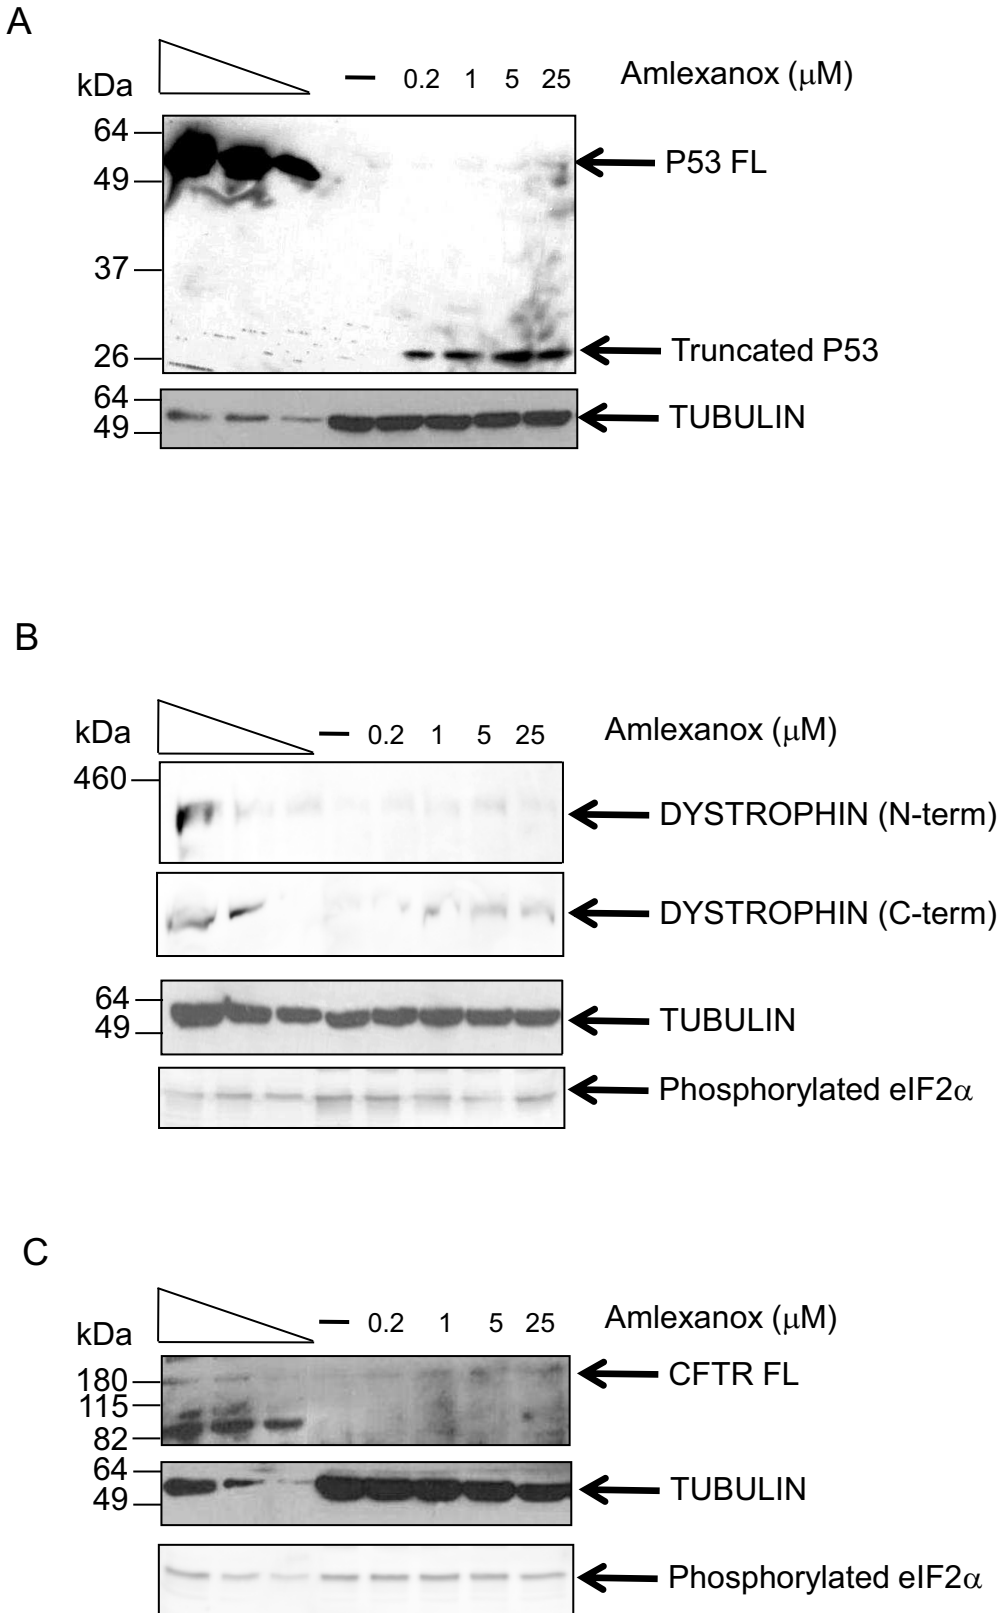 A
kDa — 0.2 1 5 25 Amlexanox (μM)
64
P53 FL
49
37
Truncated P53
26
64
TUBULIN
49
B
kDa — 0.2 1 5 25 Amlexanox (μM)
460
DYSTROPHIN (N-term)
DYSTROPHIN (C-term)
64
TUBULIN
49
Phosphorylated eIF2α
C
kDa — 0.2 1 5 25 Amlexanox (μM)
CFTR FL
180
115
82
64
TUBULIN
49
Phosphorylated eIF2α